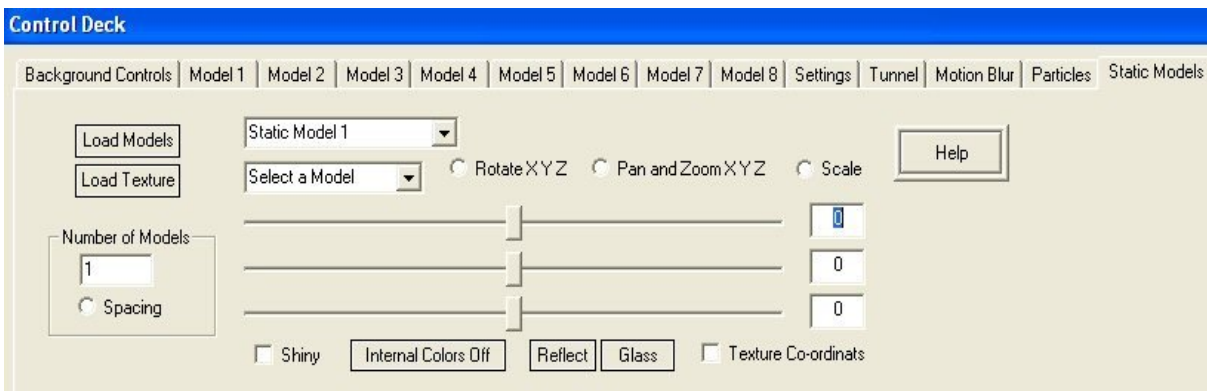 Control Deck
Background Controls Model 1 Model 2 Model 3 Model 4 Model 5 Model 6 Model 7 Model 8 Settings Tunnel Motion Blur Particles Static Models
Load Models Static Model 1 Help
Load Texture Select a Model Rotate X Y Z Pan and Zoom X Y Z Scale
0
Number of Models
1 0
Spacing 0
Shiny Internal Colors Off Reflect Glass Texture Co-ordinats